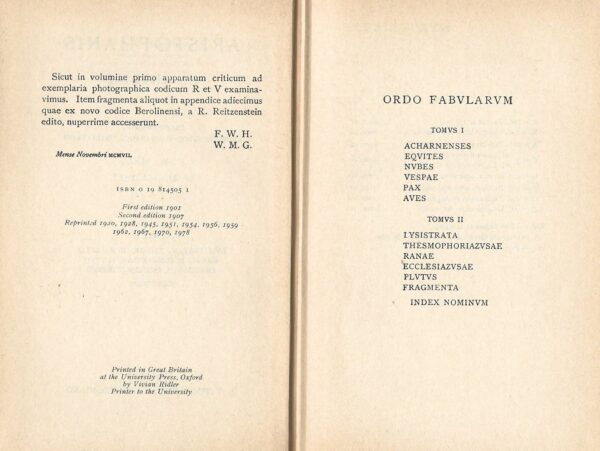 Sicut in volumine primo apparatum criticum ad
exemplaria photographica codicum R et V examina-
vimus. Item fragmenta aliquot in appendice adiecimus
quae ex novo codice Berolinensi, a R. Reitzenstein
edito, nuperrime accesserunt.
F. W. H.
W. M. G.
Mense Novembri MCMVII.
ISBN 0 19 814505 1
First edition 1901
Second edition 1907
Reprinted 1920, 1928, 1945, 1951, 1954, 1956, 1959
1962, 1967, 1970, 1978
Printed in Great Britain
at the University Press, Oxford
by Vivian Ridler
Printer to the University
ORDO FABVLARVM
TOMVS I
ACHARNENSES
EQVITES
NVBES
VESPAE
PAX
AVES
TOMVS II
LYSISTRATA
THESMOPHORIAZVSAE
RANAE
ECCLESIAZVSAE
PLVTVS
FRAGMENTA
INDEX NOMINVM